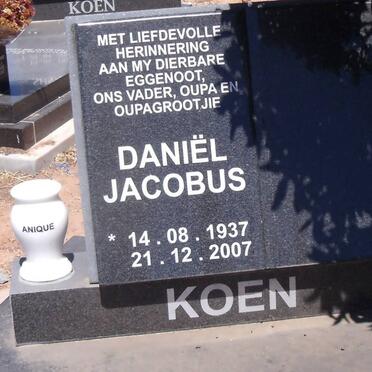 KOEN
MET LIEFDEVOLLE
HERINNERING
AAN MY DIERBARE
EGGENOOT,
ONS VADER, OUPA EN
OUPAGROOTJIE
DANIËL
JACOBUS
* 14 . 08 . 1937
21 . 12 . 2007
ANIQUE
KOEN